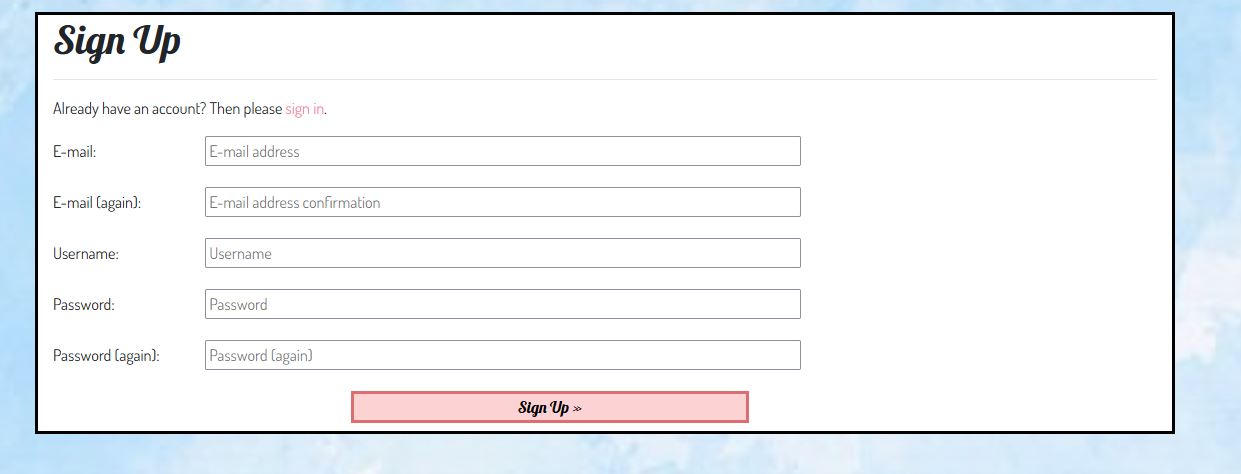 Sign Up
Already have an account? Then please sign in.
E-mail: E-mail address
E-mail (again): E-mail address confirmation
Username: Username
Password: Password
Password (again): Password (again)
Sign Up »